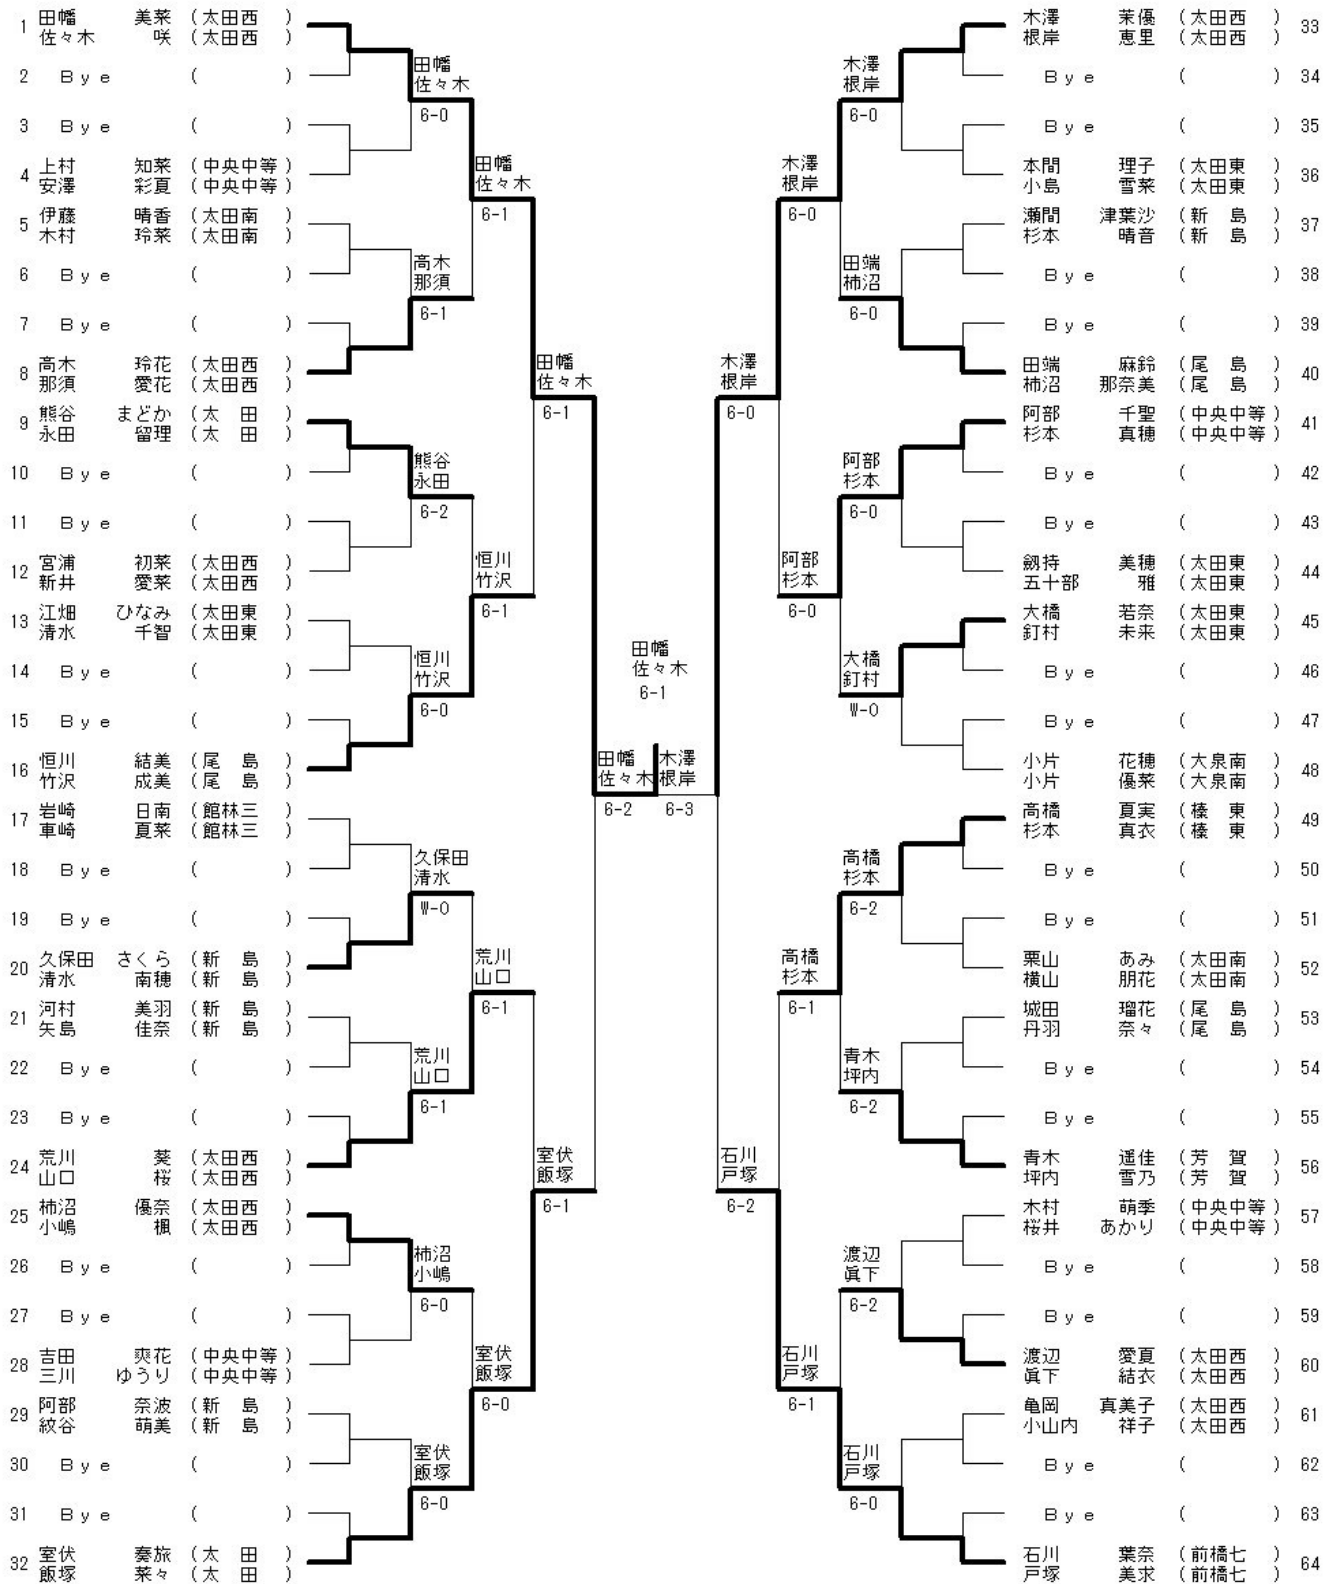 1 田幡 美菜 (太田西)
佐々木 咲 (太田西)
2 Bye ( )
3 Bye ( )
4 上村 知菜 (中央中等)
安澤 彩夏 (中央中等)
5 伊藤 晴香 (太田南)
木村 玲菜 (太田南)
6 Bye ( )
7 Bye ( )
8 高木 玲花 (太田西)
那須 愛花 (太田西)
9 熊谷 まどか (太 田)
永田 留理 (太 田)
10 Bye ( )
11 Bye ( )
12 宮浦 初菜 (太田西)
新井 愛菜 (太田西)
13 江畑 ひなみ (太田東)
清水 千智 (太田東)
14 Bye ( )
15 Bye ( )
16 恒川 結美 (尾 島)
竹沢 成美 (尾 島)
17 岩崎 日南 (館林三)
車崎 夏菜 (館林三)
18 Bye ( )
19 Bye ( )
20 久保田 さくら (新 島)
清水 南穂 (新 島)
21 河村 美羽 (新 島)
矢島 佳奈 (新 島)
22 Bye ( )
23 Bye ( )
24 荒川 葵 (太田西)
山口 桜 (太田西)
25 柿沼 優奈 (太田西)
小嶋 楓 (太田西)
26 Bye ( )
27 Bye ( )
28 吉田 爽花 (中央中等)
三川 ゆうり (中央中等)
29 阿部 奈波 (新 島)
紋谷 萌美 (新 島)
30 Bye ( )
31 Bye ( )
32 室伏 奏旅 (太 田)
飯塚 菜々 (太 田)
田幡
佐々木
6-0
高木
那須
6-1
熊谷
永田
6-2
恒川
竹沢
6-0
久保田
清水
W-O
荒川
山口
6-1
柿沼
小嶋
6-0
室伏
飯塚
6-0
田幡
佐々木
6-1
恒川
竹沢
6-1
荒川
山口
6-1
室伏
飯塚
6-0
田幡
佐々木
6-1
室伏
飯塚
6-1
田幡
佐々木
6-2
田幡
佐々木
6-1
木澤
根岸
6-3
木澤
根岸
6-0
石川
戸塚
6-2
木澤
根岸
6-0
阿部
杉本
6-0
高橋
杉本
6-1
石川
戸塚
6-1
木澤
根岸
6-0
田端
柿沼
6-0
阿部
杉本
6-0
大橋
釘村
W-O
高橋
杉本
6-2
青木
坪内
6-2
渡辺
眞下
6-2
石川
戸塚
6-0
木澤 茉優 (太田西) 33
根岸 恵里 (太田西)
Bye ( ) 34
Bye ( ) 35
本間 理子 (太田東) 36
小島 雪菜 (太田東)
瀬間 津葉沙 (新 島) 37
杉本 晴音 (新 島)
Bye ( ) 38
Bye ( ) 39
田端 麻鈴 (尾 島) 40
柿沼 那奈美 (尾 島)
阿部 千聖 (中央中等) 41
杉本 真穂 (中央中等)
Bye ( ) 42
Bye ( ) 43
劔持 美穂 (太田東) 44
五十部 雅 (太田東)
大橋 若奈 (太田東) 45
釘村 未来 (太田東)
Bye ( ) 46
Bye ( ) 47
小片 花穂 (大泉南) 48
小片 優菜 (大泉南)
高橋 夏実 (榛 東) 49
杉本 真衣 (榛 東)
Bye ( ) 50
Bye ( ) 51
栗山 あみ (太田南) 52
横山 朋花 (太田南)
城田 瑠花 (尾 島) 53
丹羽 奈々 (尾 島)
Bye ( ) 54
Bye ( ) 55
青木 遥佳 (芳 賀) 56
坪内 雪乃 (芳 賀)
木村 萌季 (中央中等) 57
桜井 あかり (中央中等)
Bye ( ) 58
Bye ( ) 59
渡辺 愛夏 (太田西) 60
眞下 結衣 (太田西)
亀岡 真美子 (太田西) 61
小山内 祥子 (太田西)
Bye ( ) 62
Bye ( ) 63
石川 葉奈 (前橋七) 64
戸塚 美求 (前橋七)